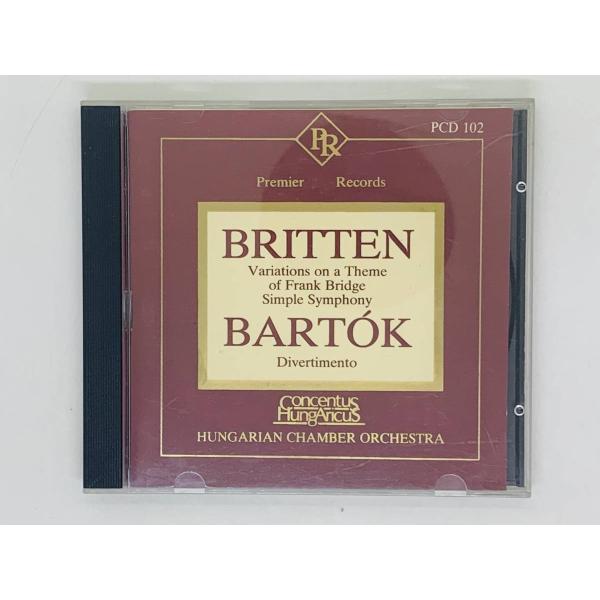 PR
PCD 102
Premier Records
BRITTEN
Variations on a Theme
of Frank Bridge
Simple Symphony
BARTÓK
Divertimento
Concentus
HungAricuS
HUNGARIAN CHAMBER ORCHESTRA